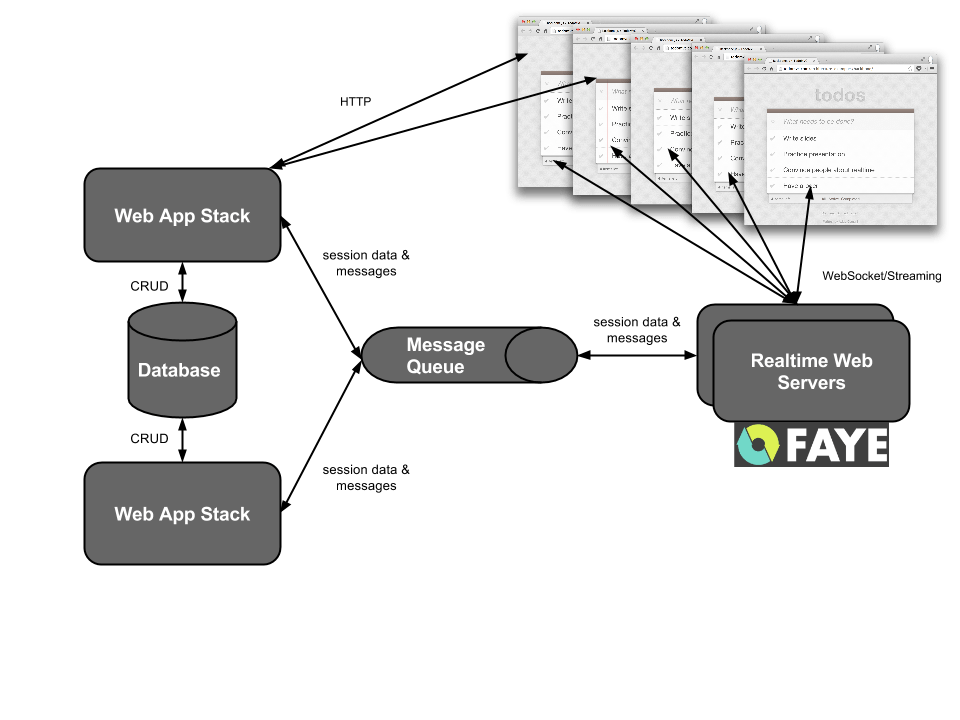 HTTP
todos
What needs to be done?
Write slides
Practice presentation
Convince people about realtime
Have a beer
Web App Stack
session data &
messages
CRUD
WebSocket/Streaming
session data &
messages
Message
Queue
Database
Realtime Web
Servers
CRUD
FAYE
session data &
messages
Web App Stack